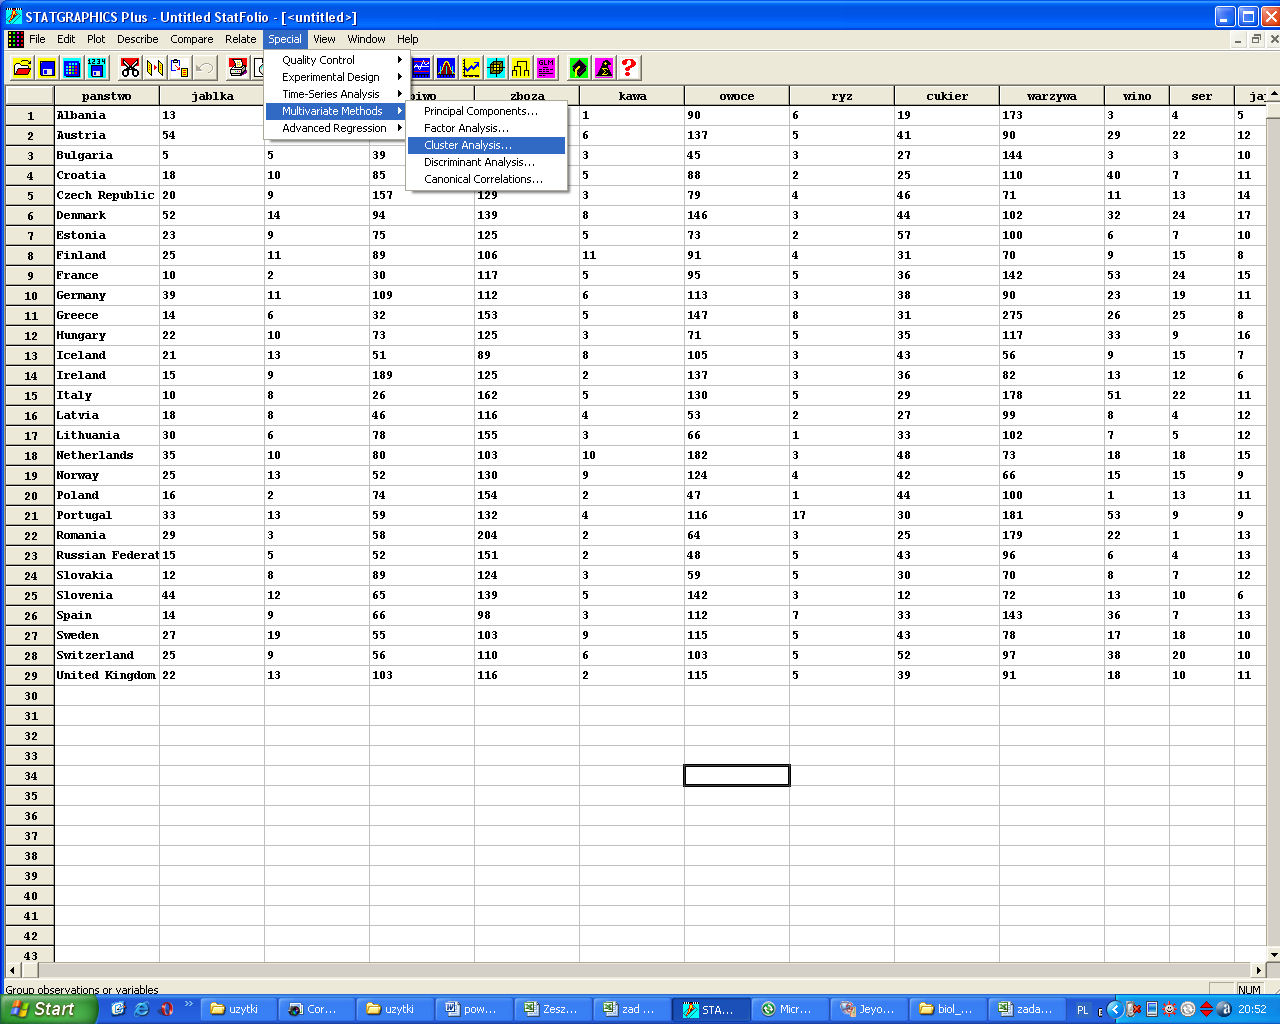 STATGRAPHICS Plus - Untitled StatFolio - [<untitled>]
File Edit Plot Describe Compare Relate Special View Window Help
Quality Control
Experimental Design
Time-Series Analysis
Multivariate Methods
Advanced Regression
Principal Components...
Factor Analysis...
Cluster Analysis...
Discriminant Analysis...
Canonical Correlations...
1234
GLM
panstwo jablka piwo zboza kawa owoce ryz cukier warzywa wino ser
1 Albania 13 1 90 6 19 173 3 4 5
2 Austria 54 6 137 5 41 90 29 22 12
3 Bulgaria 5 5 39 3 45 3 27 144 3 3 10
4 Croatia 18 10 85 5 88 2 25 110 40 7 11
5 Czech Republic 20 9 157 129 3 79 4 46 71 11 13 14
6 Denmark 52 14 94 139 8 146 3 44 102 32 24 17
7 Estonia 23 9 75 125 5 73 2 57 100 6 7 10
8 Finland 25 11 89 106 11 91 4 31 70 9 15 8
9 France 10 2 30 117 5 95 5 36 142 53 24 15
10 Germany 39 11 109 112 6 113 3 38 90 23 19 11
11 Greece 14 6 32 153 5 147 8 31 275 26 25 8
12 Hungary 22 10 73 125 3 71 5 35 117 33 9 16
13 Iceland 21 13 51 89 8 105 3 43 56 9 15 7
14 Ireland 15 9 189 125 2 137 3 36 82 13 12 6
15 Italy 10 8 26 162 5 130 5 29 178 51 22 11
16 Latvia 18 8 46 116 4 53 2 27 99 8 4 12
17 Lithuania 30 6 78 155 3 66 1 33 102 7 5 12
18 Netherlands 35 10 80 103 10 182 3 48 73 18 18 15
19 Norway 25 13 52 130 9 124 4 42 66 15 15 9
20 Poland 16 2 74 154 2 47 1 44 100 1 13 11
21 Portugal 33 13 59 132 4 116 17 30 181 53 9 9
22 Romania 29 3 58 204 2 64 3 25 179 22 1 13
23 Russian Federat 15 5 52 151 2 48 5 43 96 6 4 13
24 Slovakia 12 8 89 124 3 59 5 30 70 8 7 12
25 Slovenia 44 12 65 139 5 142 3 12 72 13 10 6
26 Spain 14 9 66 98 3 112 7 33 143 36 7 13
27 Sweden 27 19 55 103 9 115 5 43 78 17 18 10
28 Switzerland 25 9 56 110 6 103 5 52 97 38 20 10
29 United Kingdom 22 13 103 116 2 115 5 39 91 18 10 11
30
31
32
33
34
35
36
37
38
39
40
41
42
43
Group observations or variables NUM
Start uzytki Cor... uzytki pow... Zesz... zad ... STA... Micr... Jeyo... biol_... zada... PL 20:52